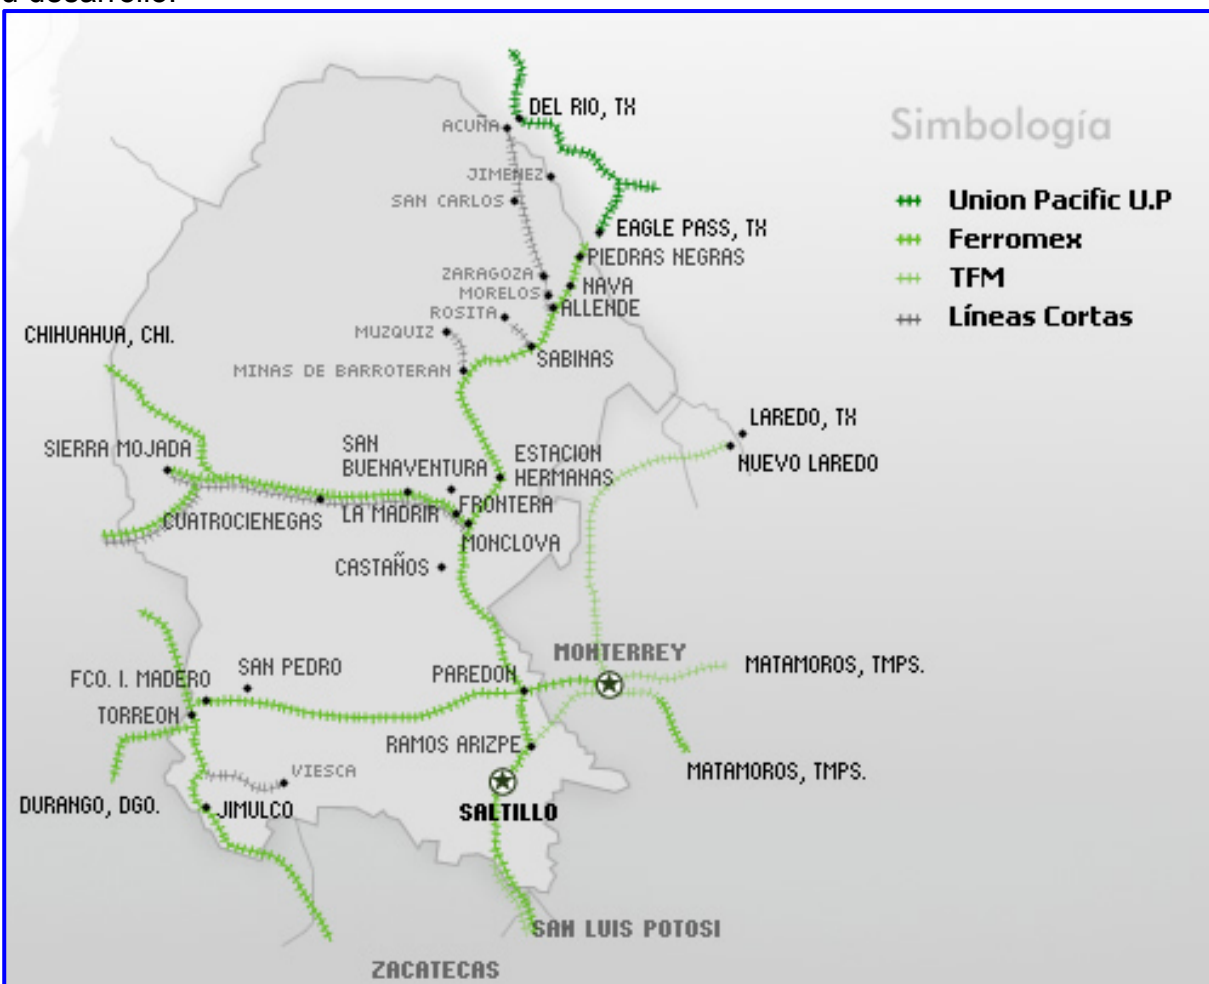 DEL RIO, TX
Simbología
ACUÑA
JIMENEZ
SAN CARLOS
Union Pacific U.P
EAGLE PASS, TX
Ferromex
PIEDRAS NEGRAS
ZARAGOZA
TFM
NAVA
MORELOS
ALLENDE
ROSITA
Líneas Cortas
MUZQUIZ
CHIHUAHUA, CHI.
SABINAS
MINAS DE BARROTERAN
LAREDO, TX
SIERRA MOJADA
SAN
BUENAVENTURA
ESTACION
HERMANAS
NUEVO LAREDO
FRONTERA
CUATROCIENEGAS
LA MADRIR
MONCLOVA
CASTAÑOS
MONTERREY
SAN PEDRO
MATAMOROS, TMPS.
FCO. I. MADERO
PAREDON
TORREON
RAMOS ARIZPE
VIESCA
MATAMOROS, TMPS.
DURANGO, DGO.
JIMULCO
SALTILLO
SAN LUIS POTOSI
ZACATECAS